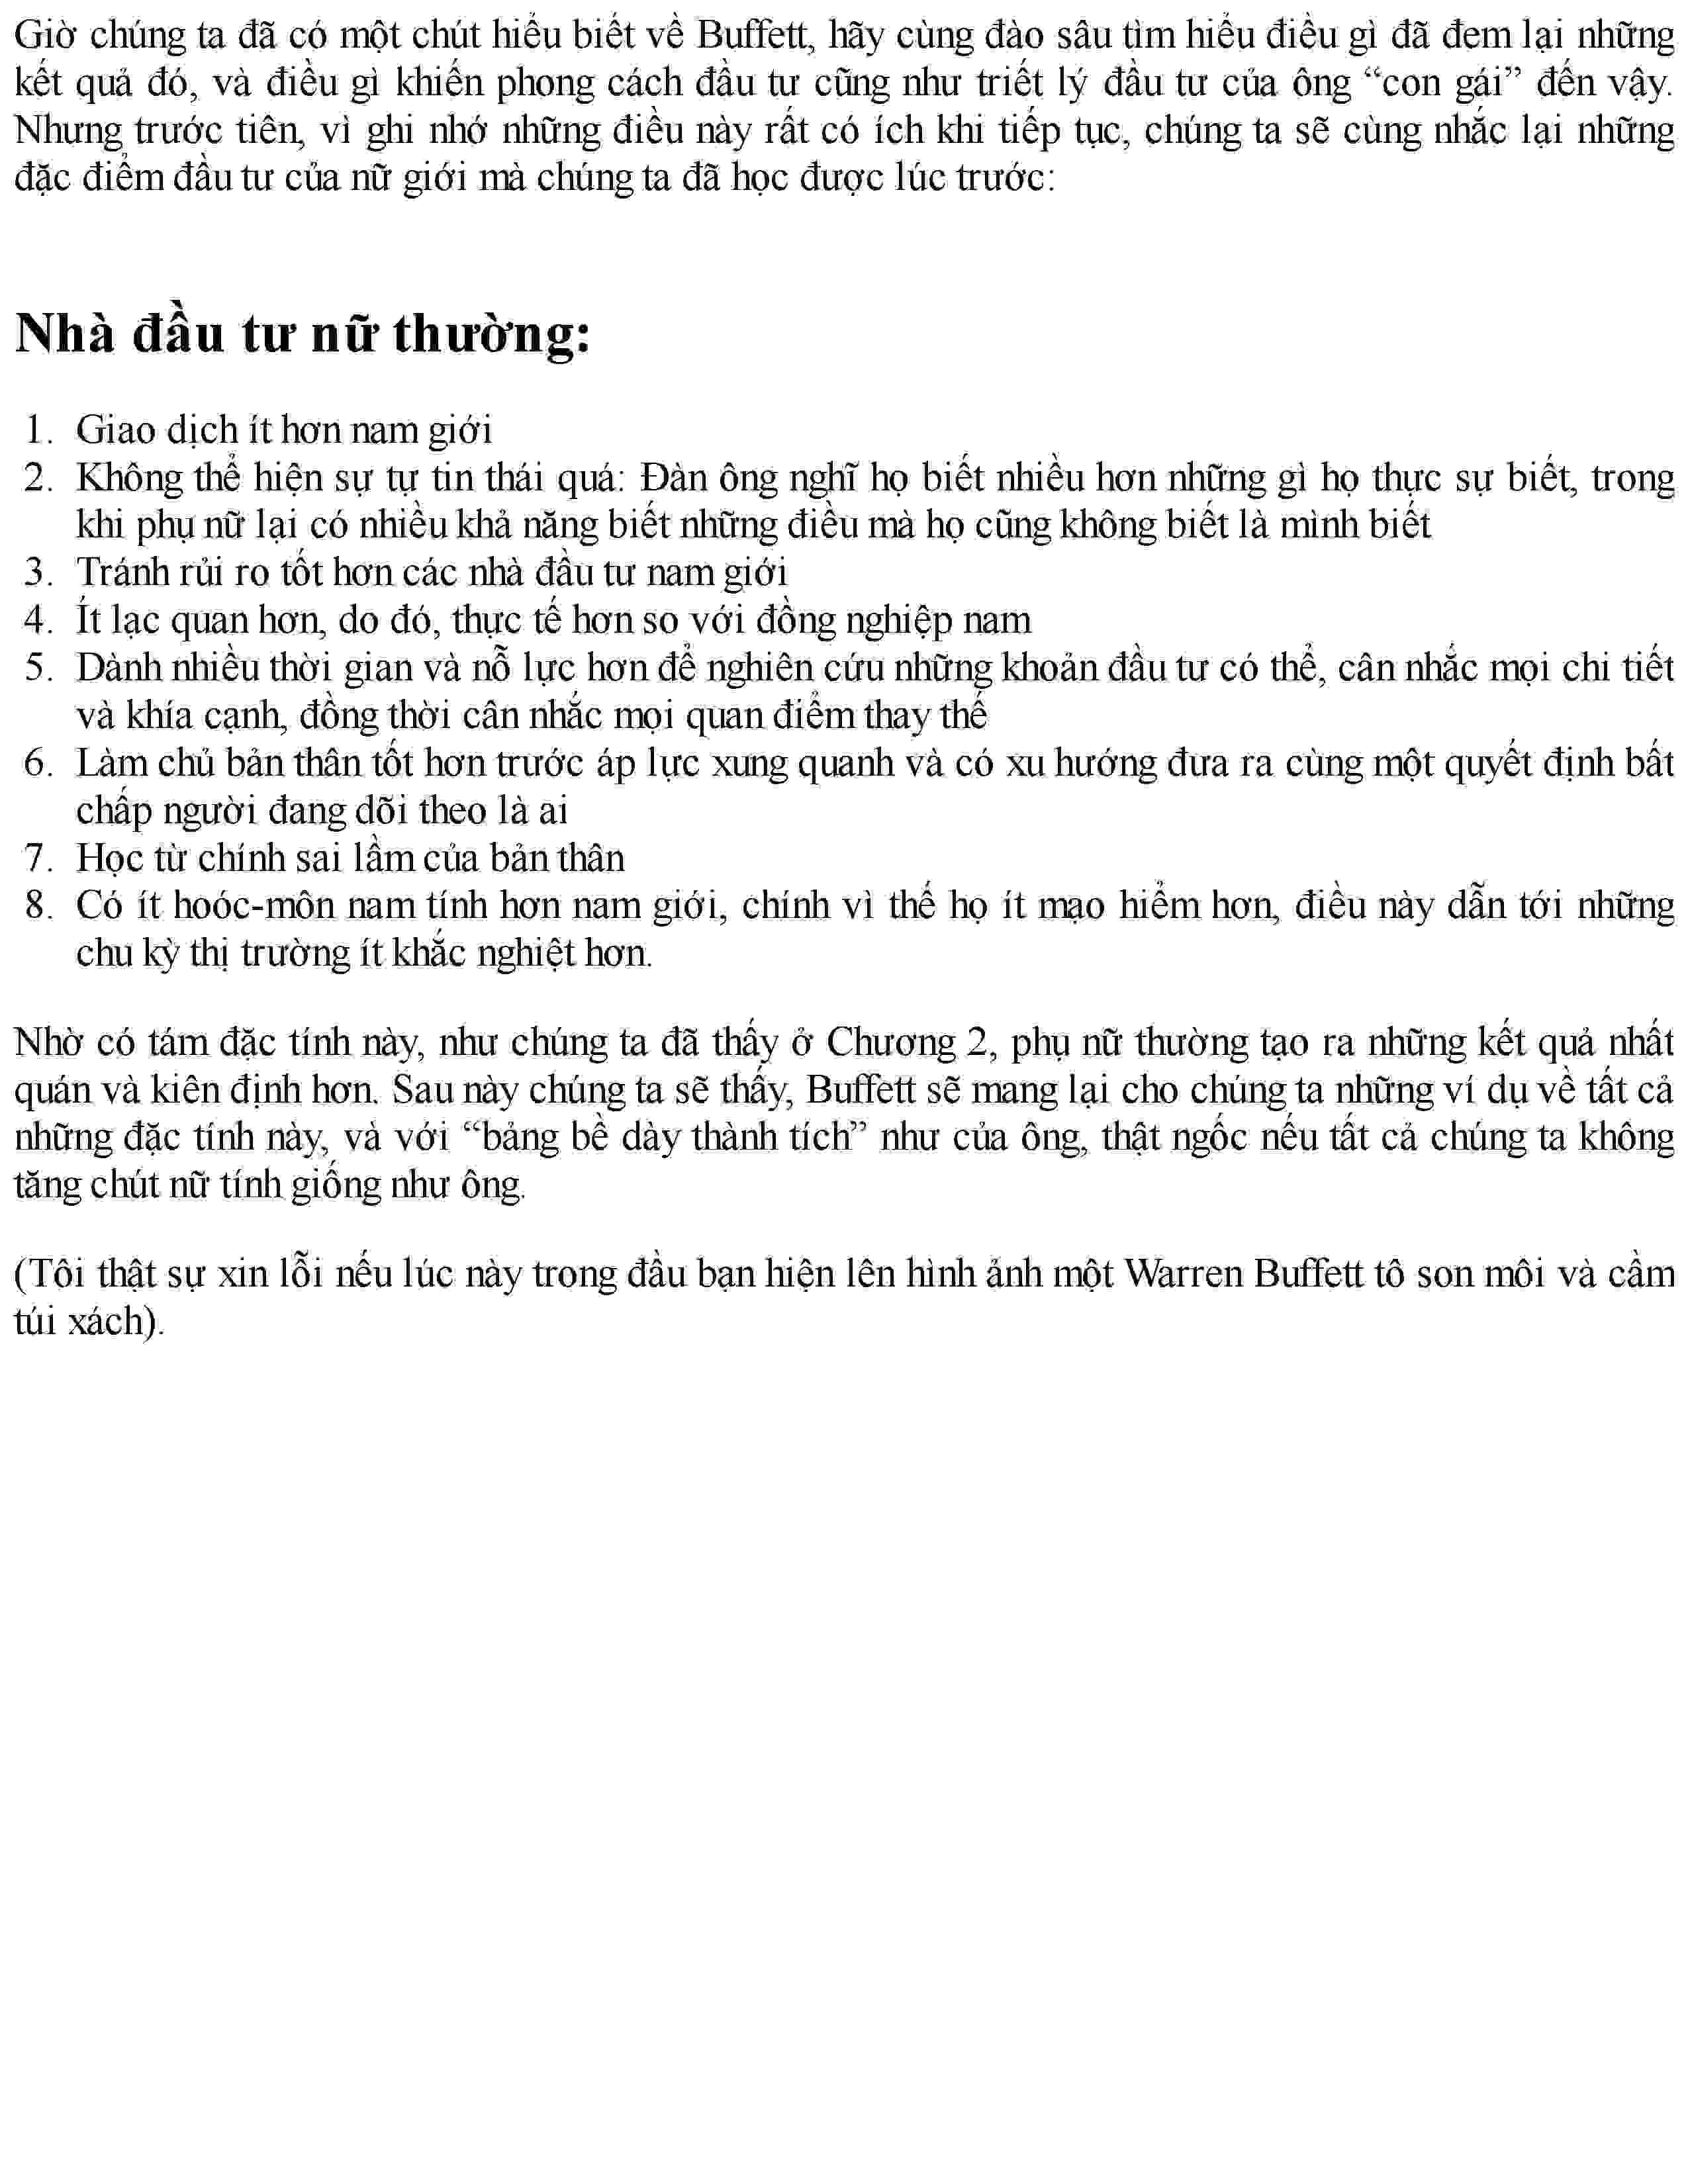 Giờ chúng ta đã có một chút hiểu biết về Buffett, hãy cùng đào sâu tìm hiểu điều gì đã đem lại những
kết quả đó, và điều gì khiến phong cách đầu tư cũng như triết lý đầu tư của ông “con gái” đến vậy.
Nhưng trước tiên, vì ghi nhớ những điều này rất có ích khi tiếp tục, chúng ta sẽ cùng nhắc lại những
đặc điểm đầu tư của nữ giới mà chúng ta đã học được lúc trước:
Nhà đầu tư nữ thường:
1. Giao dịch ít hơn nam giới
2. Không thể hiện sự tự tin thái quá: Đàn ông nghĩ họ biết nhiều hơn những gì họ thực sự biết, trong
khi phụ nữ lại có nhiều khả năng biết những điều mà họ cũng không biết là mình biết
3. Tránh rủi ro tốt hơn các nhà đầu tư nam giới
4. Ít lạc quan hơn, do đó, thực tế hơn so với đồng nghiệp nam
5. Dành nhiều thời gian và nỗ lực hơn để nghiên cứu những khoản đầu tư có thể, cân nhắc mọi chi tiết
và khía cạnh, đồng thời cân nhắc mọi quan điểm thay thế
6. Làm chủ bản thân tốt hơn trước áp lực xung quanh và có xu hướng đưa ra cùng một quyết định bất
chấp người đang dõi theo là ai
7. Học từ chính sai lầm của bản thân
8. Có ít hoóc-môn nam tính hơn nam giới, chính vì thế họ ít mạo hiểm hơn, điều này dẫn tới những
chu kỳ thị trường ít khắc nghiệt hơn.
Nhờ có tám đặc tính này, như chúng ta đã thấy ở Chương 2, phụ nữ thường tạo ra những kết quả nhất
quán và kiên định hơn. Sau này chúng ta sẽ thấy, Buffett sẽ mang lại cho chúng ta những ví dụ về tất cả
những đặc tính này, và với “bảng bề dày thành tích” như của ông, thật ngốc nếu tất cả chúng ta không
tăng chút nữ tính giống như ông.
(Tôi thật sự xin lỗi nếu lúc này trong đầu bạn hiện lên hình ảnh một Warren Buffett tô son môi và cầm
túi xách).